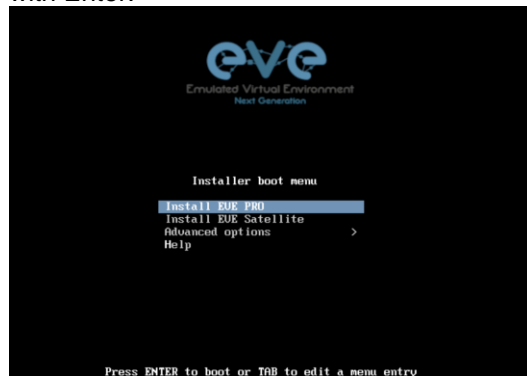 eve
Emulated Virtual Environment
Next Generation
Installer boot menu
Install EVE PRO
Install EVE Satellite
Advanced options >
Help
Press ENTER to boot or TAB to edit a menu entry